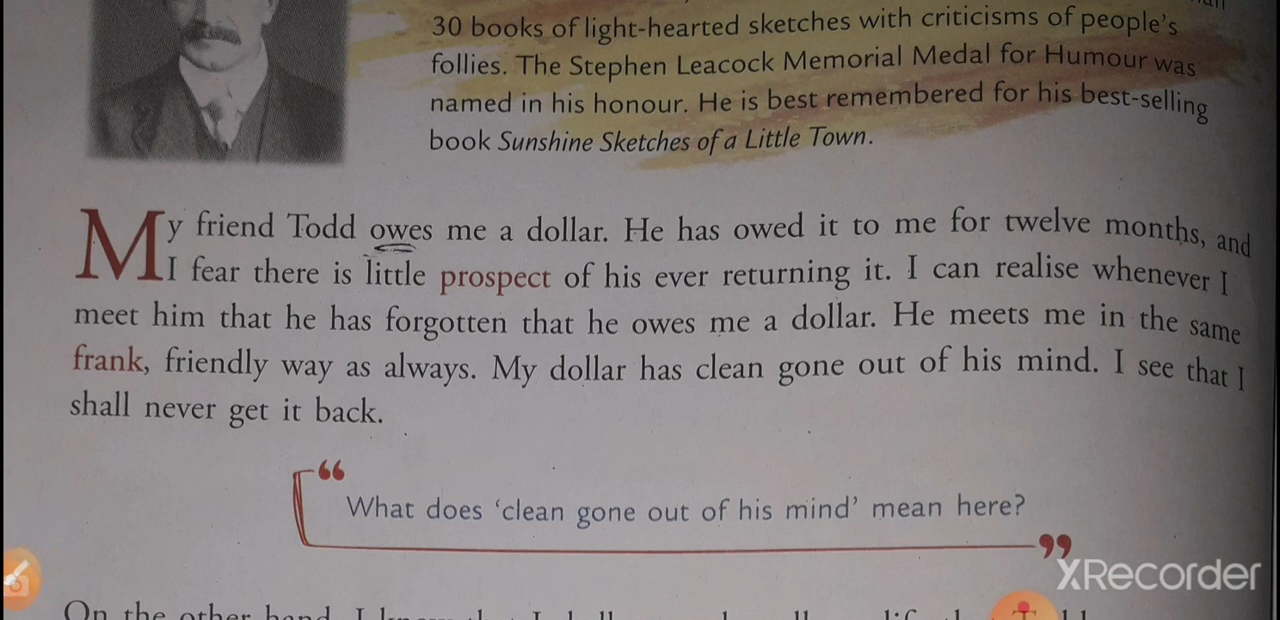 30 books of light-hearted sketches with criticisms of people's
follies. The Stephen Leacock Memorial Medal for Humour was
named in his honour. He is best remembered for his best-selling
book Sunshine Sketches of a Little Town.
My friend Todd owes me a dollar. He has owed it to me for twelve months, and
I fear there is little prospect of his ever returning it. I can realise whenever I
meet him that he has forgotten that he owes me a dollar. He meets me in the same
frank, friendly way as always. My dollar has clean gone out of his mind. I see that I
shall never get it back.
“
What does ‘clean gone out of his mind’ mean here?
”
XRecorder
On the other hand, I